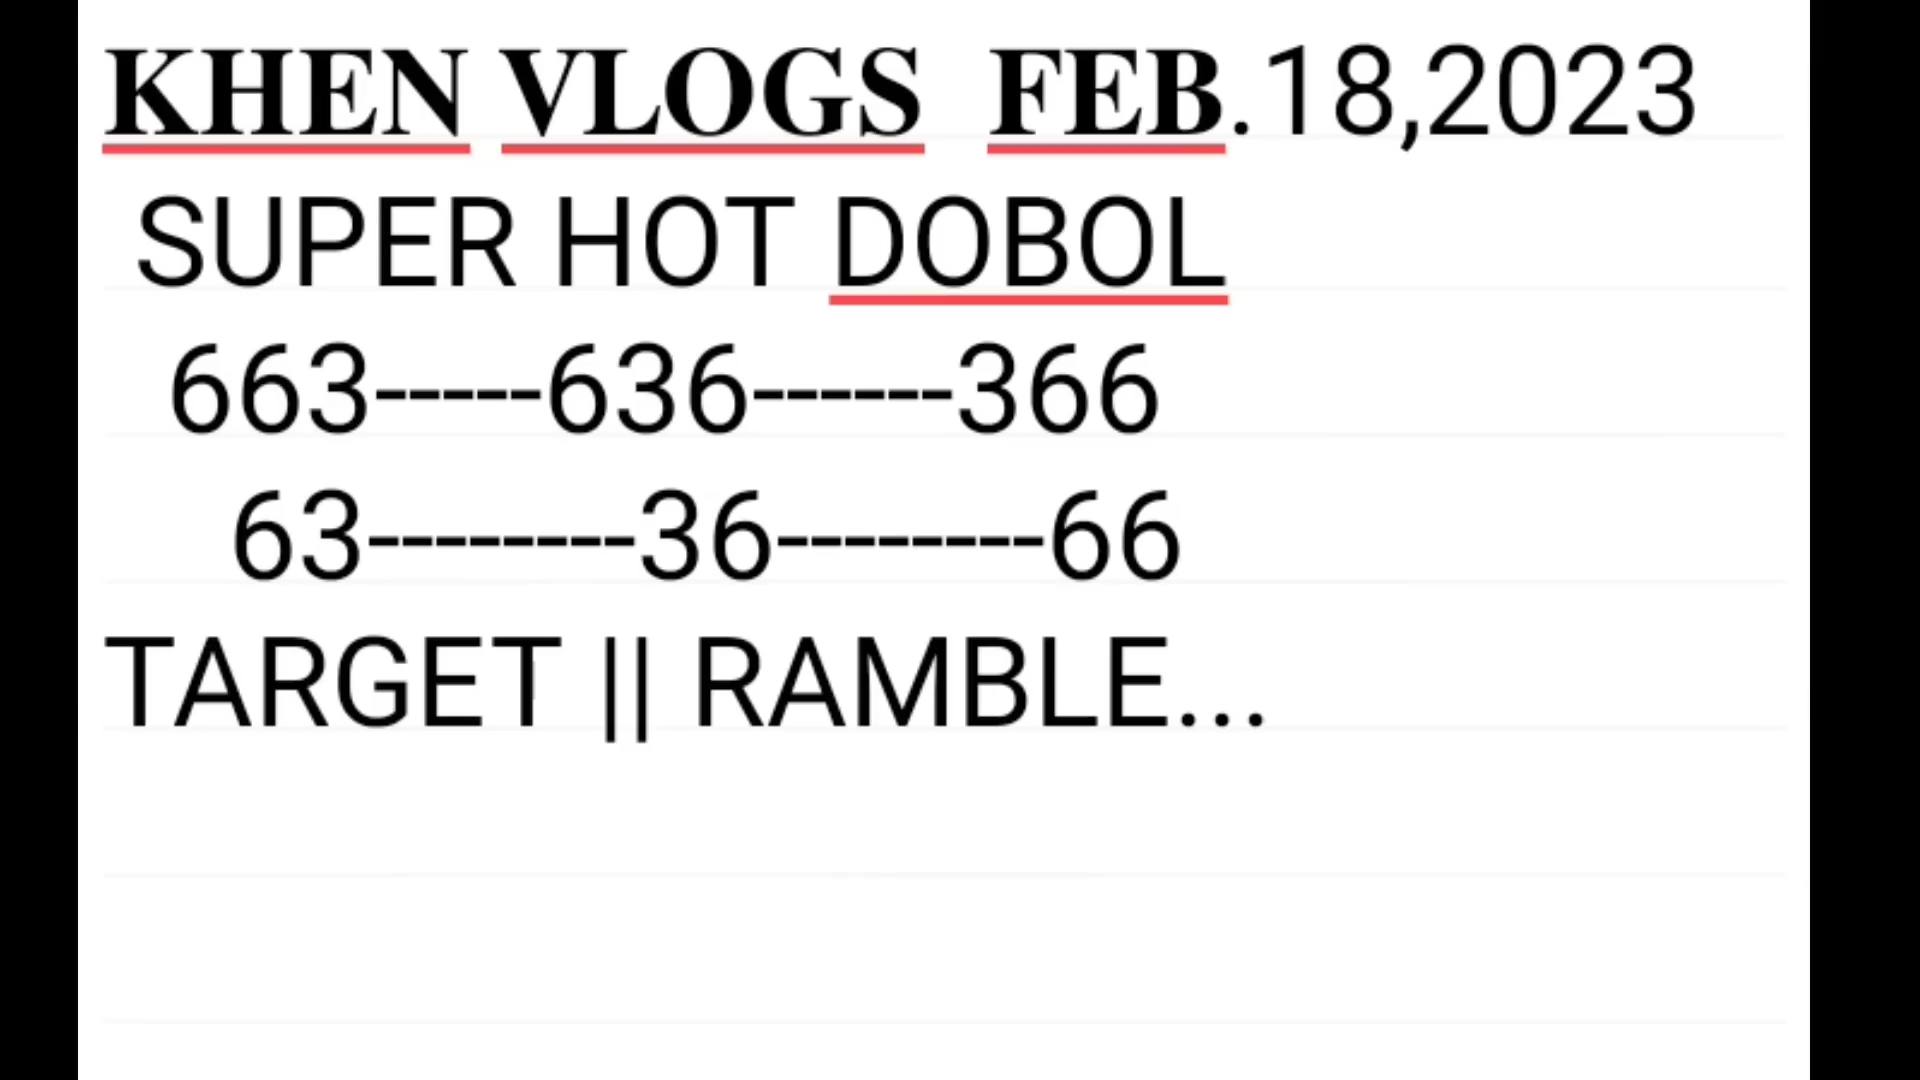 KHEN VLOGS FEB.18,2023
SUPER HOT DOBOL
663-----636------366
63--------36--------66
TARGET || RAMBLE...